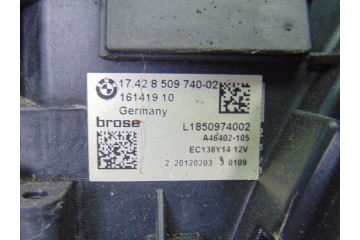 BMW
17.42 8 509 740-02
161419 10
Germany
brose
L1850974002
A46402-105
EC138Y14 12V
2 20120203 3 0109